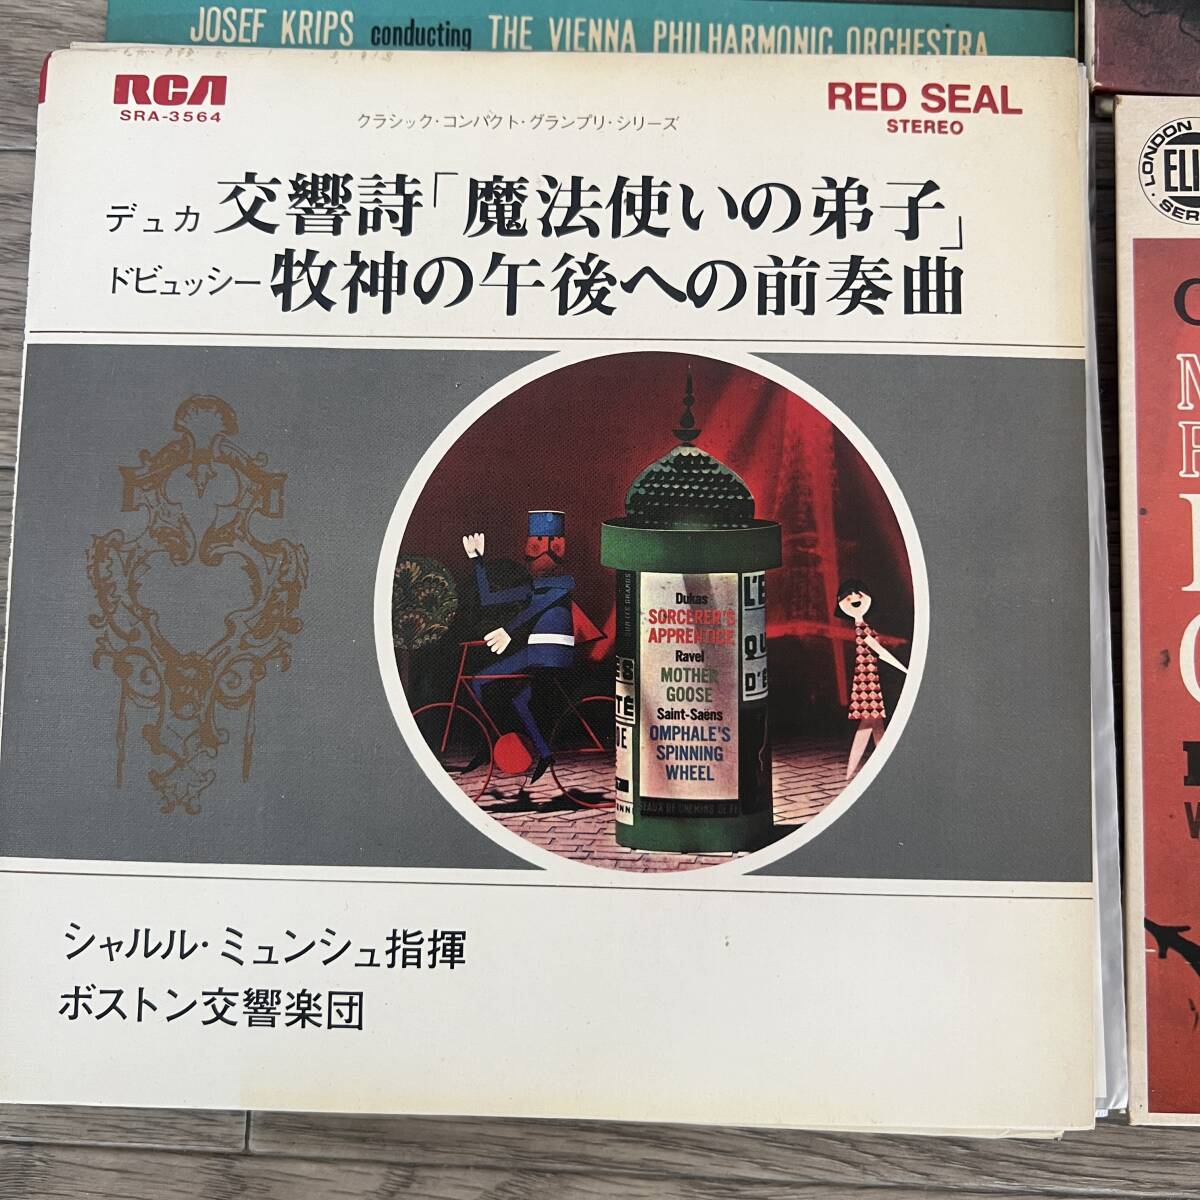 JOSEF KRIPS conducting THE VIENNA PHILHARMONIC ORCHESTRA
RCA
SRA-3564
クラシック・コンパクト・グランプリ・シリーズ
RED SEAL
STEREO
デュカ 交響詩「魔法使いの弟子」
ドビュッシー 牧神の午後への前奏曲
Dukas
SORCERER'S
APPRENTICE
Ravel
MOTHER
GOOSE
Saint-Saëns
OMPHALE'S
SPINNING
WHEEL
シャルル・ミュンシュ指揮
ボストン交響楽団
LONDON